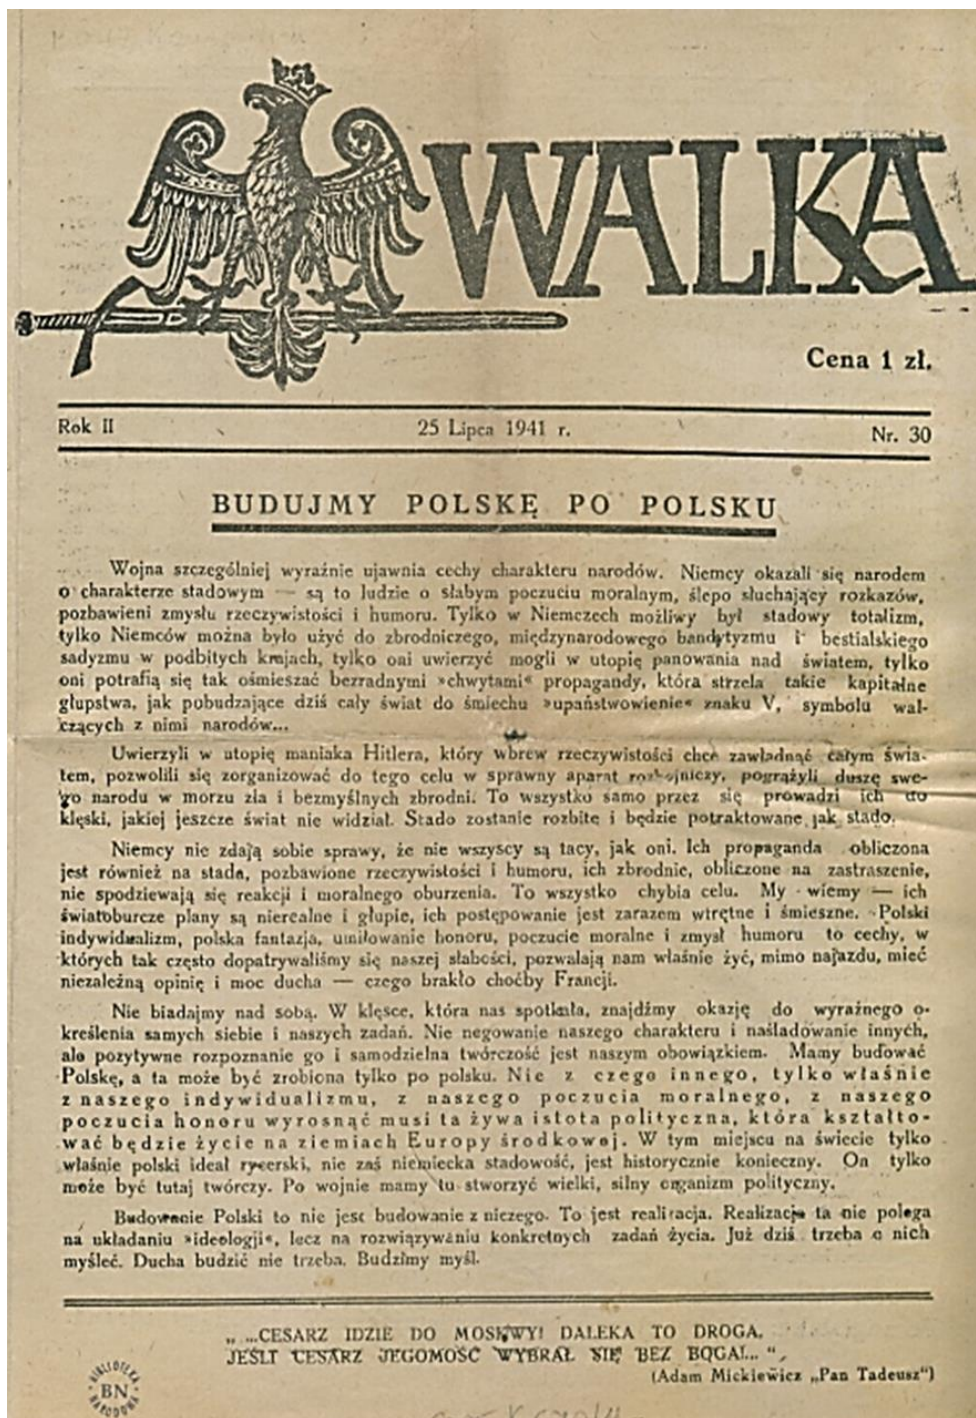 WALKA
Cena 1 zł.
Rok II 25 Lipca 1941 r. Nr. 30
BUDUJMY POLSKĘ PO POLSKU
Wojna szczególniej wyraźnie ujawnia cechy charakteru narodów. Niemcy okazali się narodem
o charakterze stadowym — są to ludzie o słabym poczuciu moralnym, ślepo słuchający rozkazów,
pozbawieni zmysłu rzeczywistości i humoru. Tylko w Niemczech możliwy był stadowy totalizm,
tylko Niemców można było użyć do zbrodniczego, międzynarodowego bandytyzmu i bestialskiego
sadyzmu w podbitych krajach, tylko oni uwierzyć mogli w utopię panowania nad światem, tylko
oni potrafią się tak ośmieszać bezradnymi »chwytami« propagandy, która strzela takie kapitalne
głupstwa, jak pobudzające dziś cały świat do śmiechu »upaństwowienie« znaku V, symbolu wal-
czących z nimi narodów...
Uwierzyli w utopię maniaka Hitlera, który wbrew rzeczywistości chce zawładnąć całym świa-
tem, pozwolili się zorganizować do tego celu w sprawny aparat rozbojniczy, pogrążyli duszę swe-
go narodu w morzu zła i bezmyślnych zbrodni. To wszystko samo przez się prowadzi ich do
klęski, jakiej jeszcze świat nie widział. Stado zostanie rozbite i będzie potraktowane jak stado.
Niemcy nie zdają sobie sprawy, że nie wszyscy są tacy, jak oni. Ich propaganda obliczona
jest również na stada, pozbawione rzeczywistości i humoru, ich zbrodnie, obliczone na zastraszenie,
nie spodziewają się reakcji i moralnego oburzenia. To wszystko chybia celu. My wiemy — ich
światoburcze plany są nierealne i głupie, ich postępowanie jest zarazem wtrętne i śmieszne. Polski
indywidualizm, polska fantazja, umiłowanie honoru, poczucie moralne i zmysł humoru to cechy, w
których tak często dopatrywaliśmy się naszej słabości, pozwalają nam właśnie żyć, mimo najazdu, mieć
niezależną opinię i moc ducha — czego brakło choćby Francji.
Nie biadajmy nad sobą. W klęsce, która nas spotkała, znajdźmy okazję do wyraźnego o-
kreślenia samych siebie i naszych zadań. Nie negowanie naszego charakteru i naśladowanie innych,
ale pozytywne rozpoznanie go i samodzielna twórczość jest naszym obowiązkiem. Mamy budować
Polskę, a ta może być zrobiona tylko po polsku. Nie z czego innego, tylko właśnie
z naszego indywidualizmu, z naszego poczucia moralnego, z naszego
poczucia honoru wyrosnąć musi ta żywa istota polityczna, która kształto-
wać będzie życie na ziemiach Europy środkowej. W tym miejscu na świecie tylko
właśnie polski ideał rycerski, nie zaś niemiecka stadowość, jest historycznie konieczny. On tylko
może być tutaj twórczy. Po wojnie mamy tu stworzyć wielki, silny organizm polityczny.
Budowanie Polski to nie jest budowanie z niczego. To jest realizacja. Realizacja ta nie polega
na układaniu »ideologji«, lecz na rozwiązywaniu konkretnych zadań życia. Już dziś trzeba o nich
myśleć. Ducha budzić nie trzeba. Budzimy myśl.
„ ...CESARZ IDZIE DO MOSKWY! DALEKA TO DROGA,
JEŚLI CESARZ JEGOMOŚĆ WYBRAŁ SIĘ BEZ BOGA!... “,
(Adam Mickiewicz „Pan Tadeusz“)
BIBLIOTEKA
BN
NARODOWA